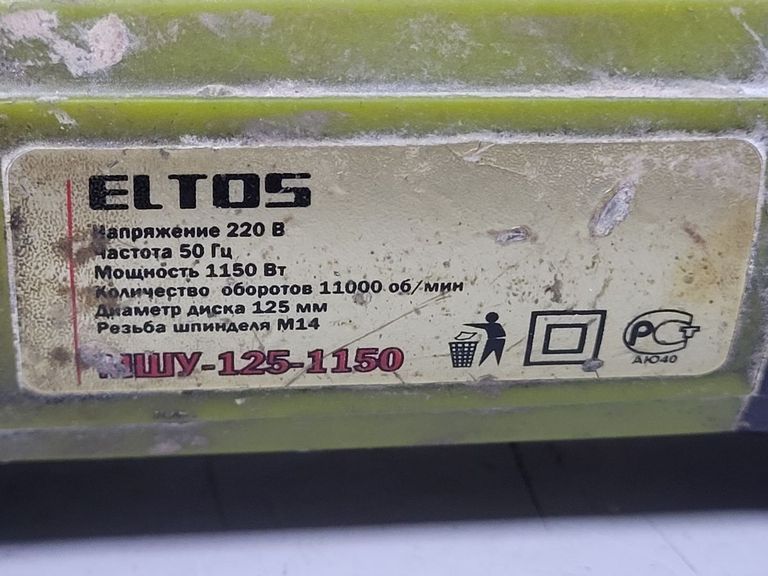 ELTOS
Напряжение 220 В
Частота 50 Гц
Мощность 1150 Вт
Количество оборотов 11000 об/мин
Диаметр диска 125 мм
Резьба шпинделя М14
МШУ-125-1150
РСТ
АЮ40